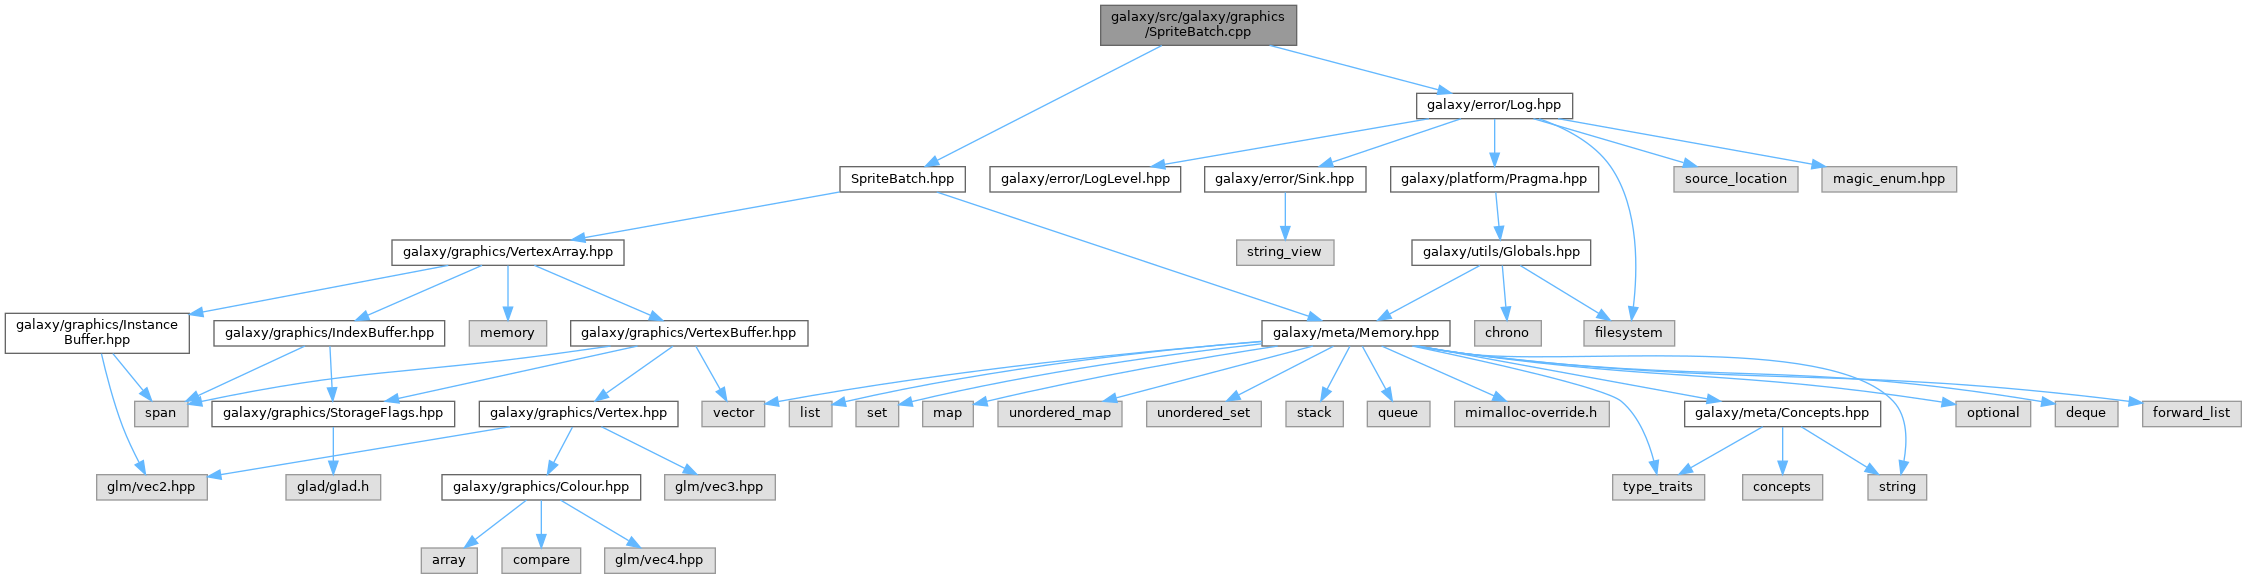 galaxy/src/galaxy/graphics
/SpriteBatch.cpp
galaxy/error/Log.hpp
SpriteBatch.hpp
galaxy/error/LogLevel.hpp
galaxy/error/Sink.hpp
galaxy/platform/Pragma.hpp
source_location
magic_enum.hpp
galaxy/graphics/VertexArray.hpp
string_view
galaxy/utils/Globals.hpp
galaxy/graphics/Instance
Buffer.hpp
galaxy/graphics/IndexBuffer.hpp
memory
galaxy/graphics/VertexBuffer.hpp
galaxy/meta/Memory.hpp
chrono
filesystem
span
galaxy/graphics/StorageFlags.hpp
galaxy/graphics/Vertex.hpp
vector
list
set
map
unordered_map
unordered_set
stack
queue
mimalloc-override.h
galaxy/meta/Concepts.hpp
optional
deque
forward_list
glm/vec2.hpp
glad/glad.h
galaxy/graphics/Colour.hpp
glm/vec3.hpp
type_traits
concepts
string
array
compare
glm/vec4.hpp